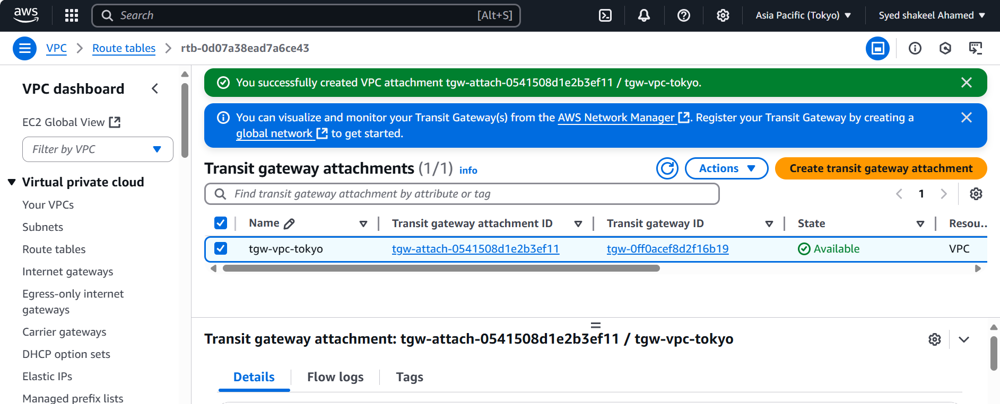 aws
Search [Alt+S]
Asia Pacific (Tokyo)
Syed shakeel Ahamed
VPC
Route tables
rtb-0d07a38ead7a6ce43
VPC dashboard
EC2 Global View
Filter by VPC
Virtual private cloud
Your VPCs
Subnets
Route tables
Internet gateways
Egress-only internet
gateways
Carrier gateways
DHCP option sets
Elastic IPs
Managed prefix lists
You successfully created VPC attachment tgw-attach-0541508d1e2b3ef11 / tgw-vpc-tokyo.
You can visualize and monitor your Transit Gateway(s) from the AWS Network Manager. Register your Transit Gateway by creating a
global network to get started.
Transit gateway attachments (1/1) info
Actions
Create transit gateway attachment
Find transit gateway attachment by attribute or tag
1
Name Transit gateway attachment ID Transit gateway ID State Resou..
tgw-vpc-tokyo tgw-attach-0541508d1e2b3ef11 tgw-0ff0acef8d2f16b19 Available VPC
Transit gateway attachment: tgw-attach-0541508d1e2b3ef11 / tgw-vpc-tokyo
Details Flow logs Tags